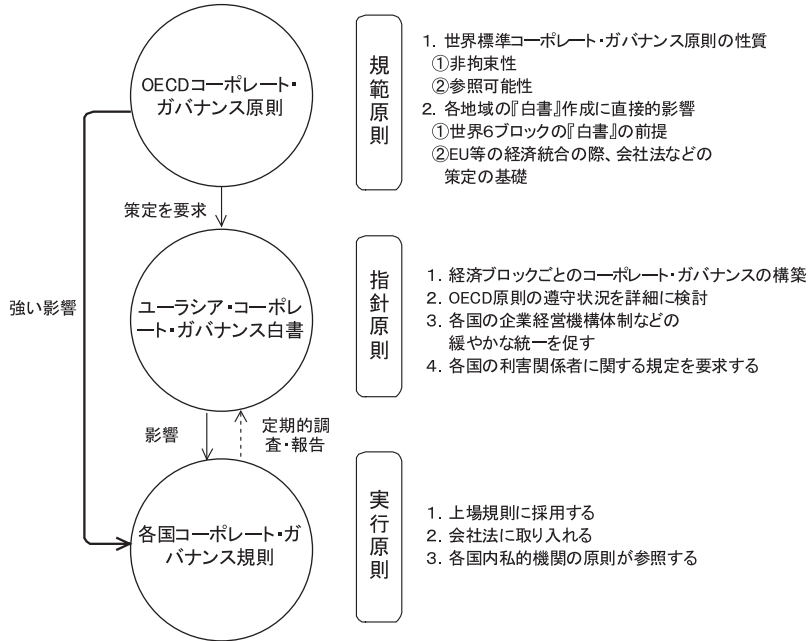 OECDコーポレート・
ガバナンス原則
規範原則
1. 世界標準コーポレート・ガバナンス原則の性質
①非拘束性
②参照可能性
2. 各地域の『白書』作成に直接的影響
①世界6ブロックの『白書』の前提
②EU等の経済統合の際、会社法などの
策定の基礎
策定を要求
強い影響
ユーラシア・コーポレ
ート・ガバナンス白書
指針原則
1. 経済ブロックごとのコーポレート・ガバナンスの構築
2. OECD原則の遵守状況を詳細に検討
3. 各国の企業経営機構体制などの
緩やかな統一を促す
4. 各国の利害関係者に関する規定を要求する
影響
定期的調
査・報告
各国コーポレート・ガ
バナンス規則
実行原則
1. 上場規則に採用する
2. 会社法に取り入れる
3. 各国内私的機関の原則が参照する